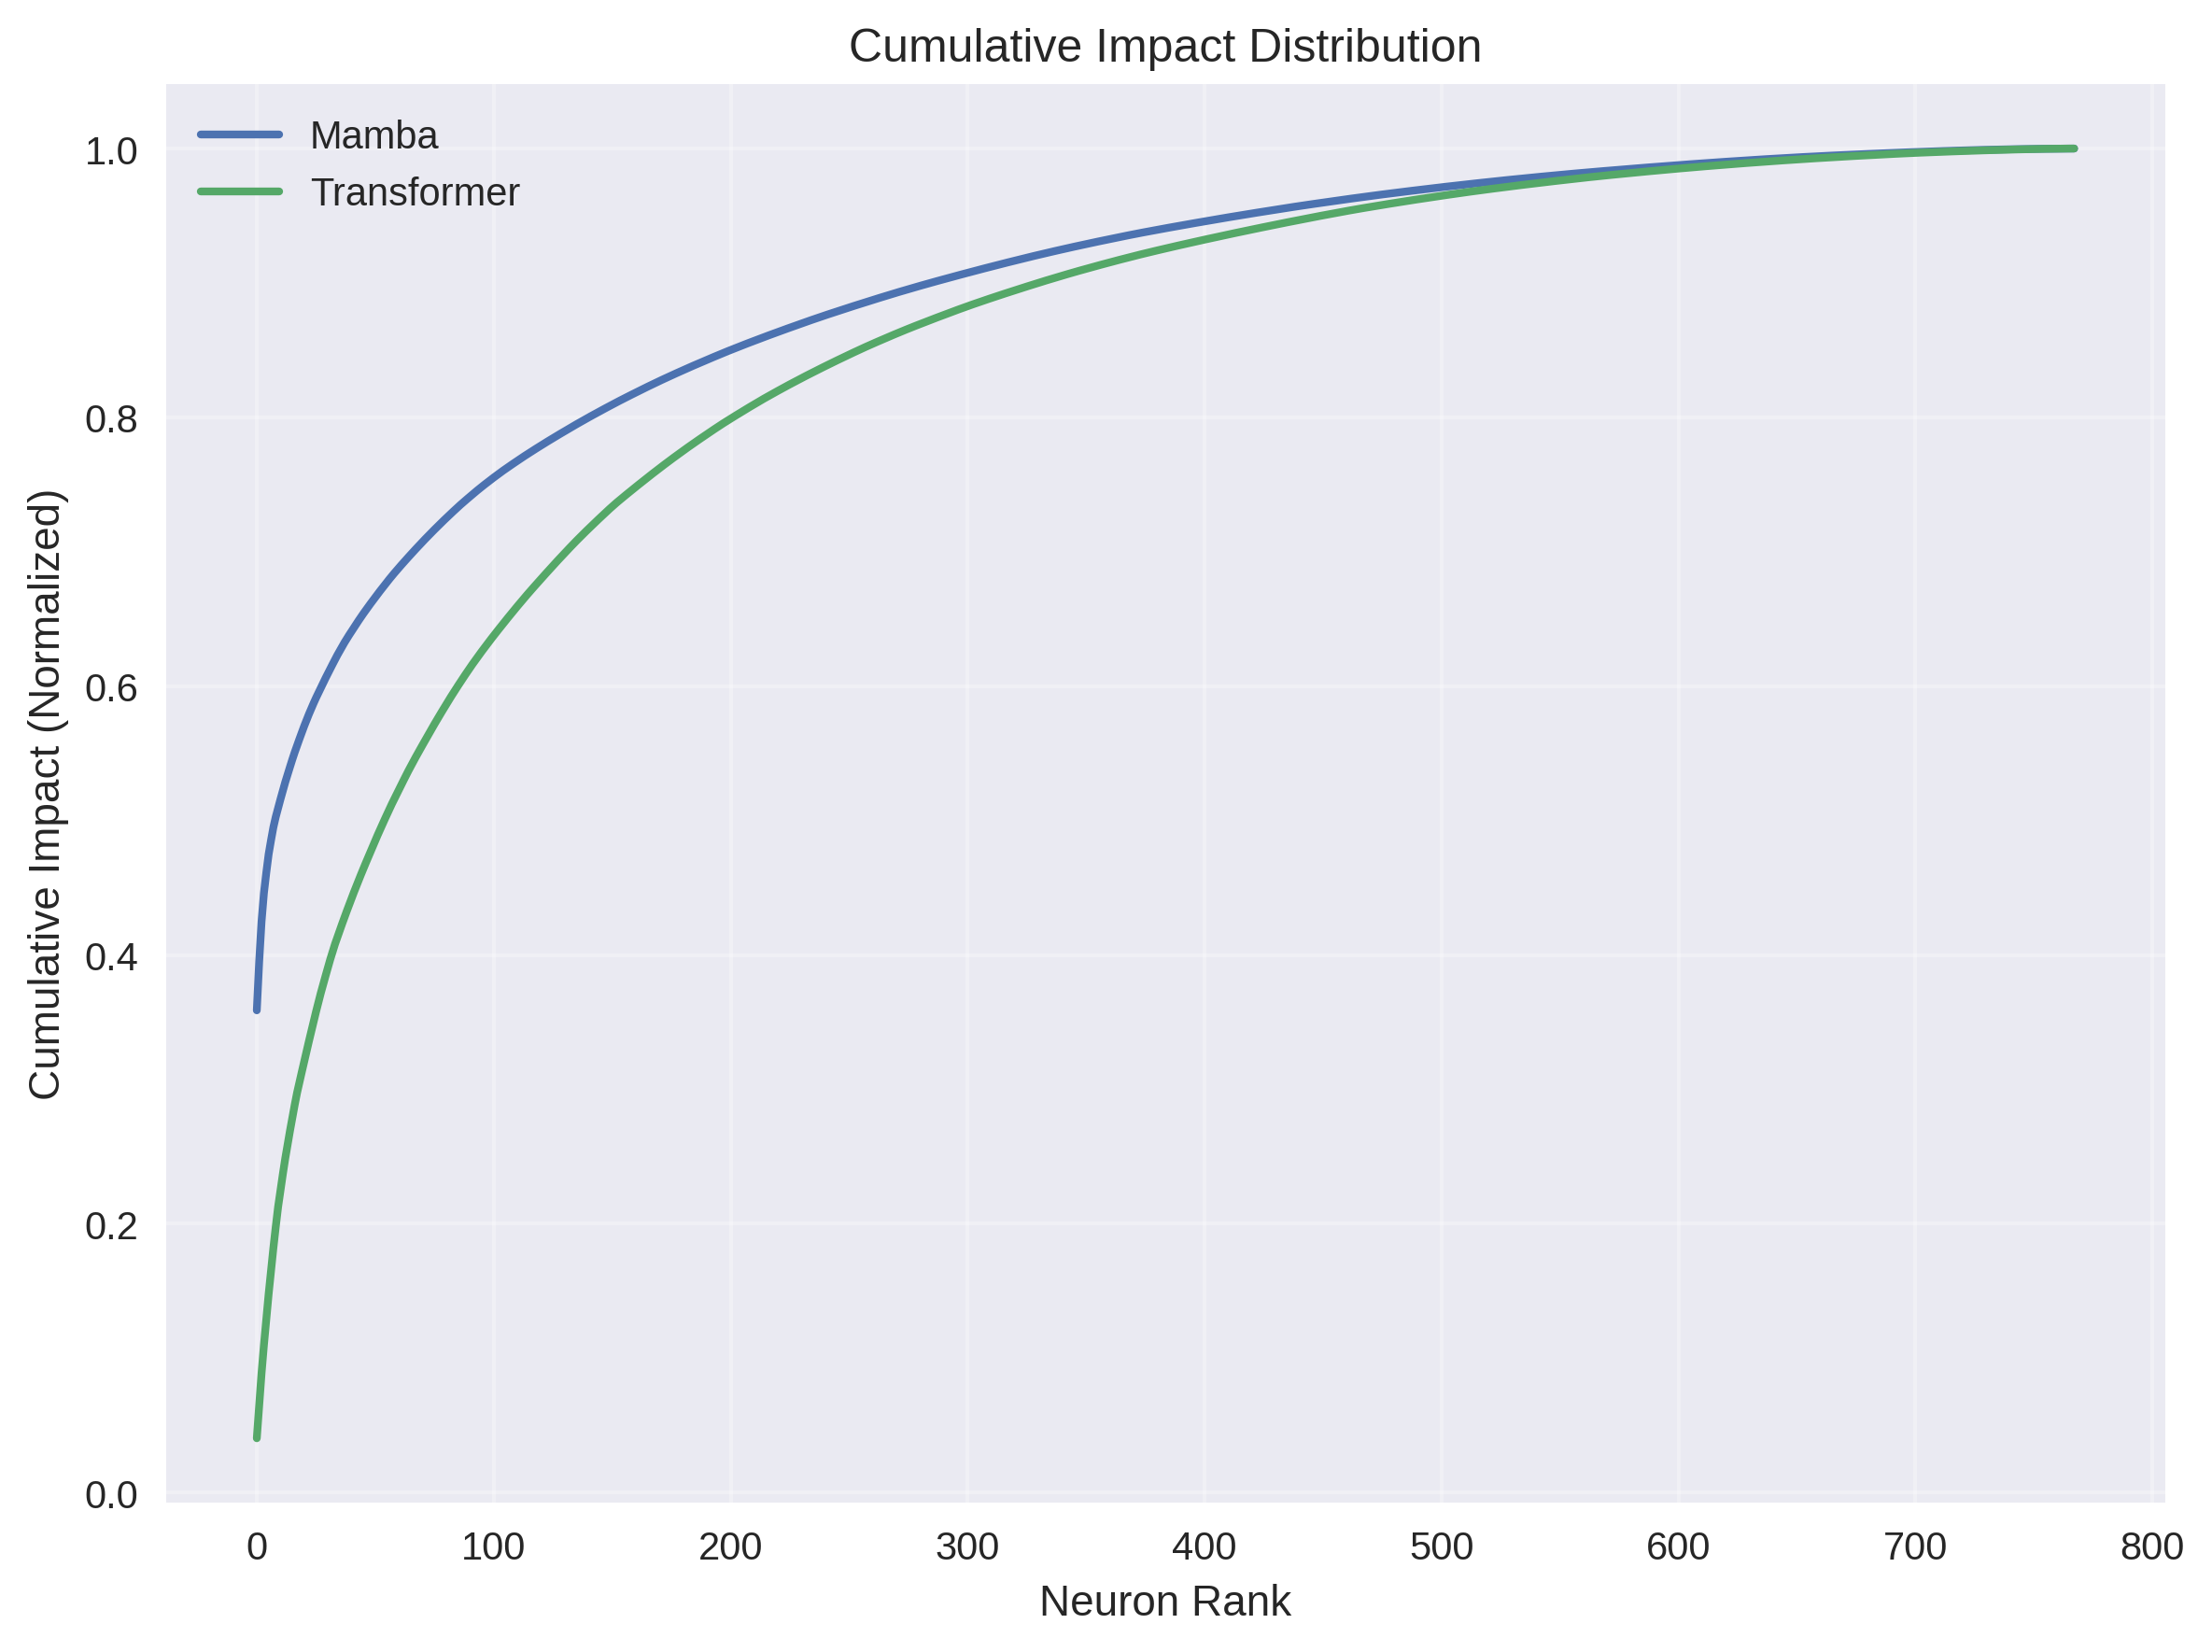 Cumulative Impact Distribution
Mamba
Transformer
Cumulative Impact (Normalized)
1.0
0.8
0.6
0.4
0.2
0.0
0 100 200 300 400 500 600 700 800
Neuron Rank